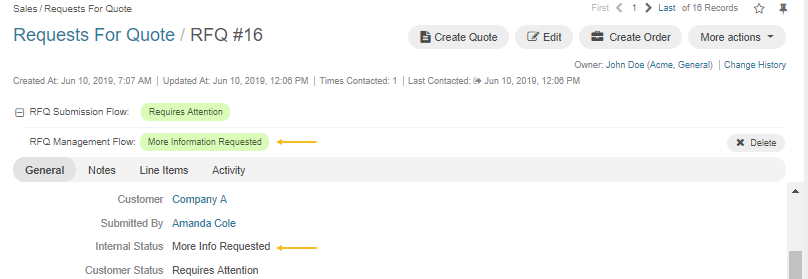 Sales / Requests For Quote
First 1 Last of 16 Records
Requests For Quote / RFQ #16
Create Quote Edit Create Order More actions
Owner: John Doe (Acme, General) | Change History
Created At: Jun 10, 2019, 7:07 AM | Updated At: Jun 10, 2019, 12:06 PM | Times Contacted: 1 | Last Contacted: Jun 10, 2019, 12:06 PM
RFQ Submission Flow: Requires Attention
RFQ Management Flow: More Information Requested
Delete
General Notes Line Items Activity
Customer Company A
Submitted By Amanda Cole
Internal Status More Info Requested
Customer Status Requires Attention